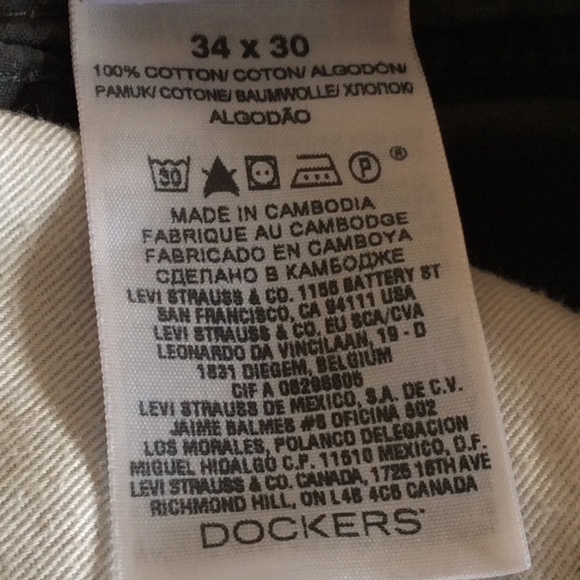 34 x 30
100% COTTON/ COTON/ ALGODÓN/
PAMUK/ COTONE/ BAUMWOLLE/ ХЛОПОК/
ALGODÃO
30 P ®
MADE IN CAMBODIA
FABRIQUE AU CAMBODGE
FABRICADO EN CAMBOYA
СДЕЛАНО В КАМБОДЖЕ
LEVI STRAUSS & CO. 1155 BATTERY ST
SAN FRANCISCO, CA 94111 USA
LEVI STRAUSS & CO. EU SCA/CVA
LEONARDO DA VINCILAAN, 19 - D
1831 DIEGEM, BELGIUM
CIF A
LEVI STRAUSS DE MEXICO, S.A. DE C.V.
JAIME BALMES #8 OFICINA 802
LOS MORALES, POLANCO DELEGACION
MIGUEL HIDALGO C.P. 11510 MEXICO, D.F.
LEVI STRAUSS & CO. CANADA, 1725 16TH AVE
RICHMOND HILL, ON L4B 4C6 CANADA
DOCKERS